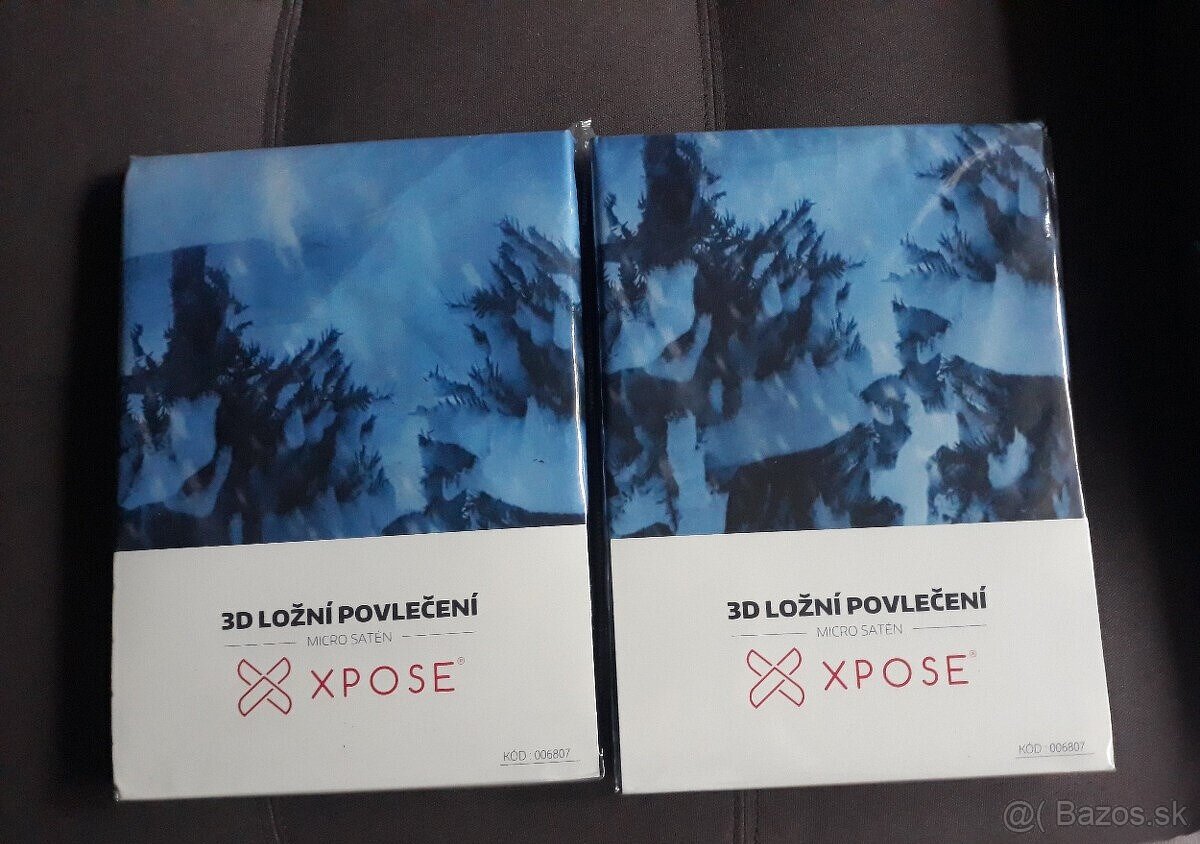 3D LOŽNÍ POVLEČENÍ
MICRO SATÉN
XPOSE®
KÓD : 006807
3D LOŽNÍ POVLEČENÍ
MICRO SATÉN
XPOSE®
KÓD : 006807
@( Bazos.sk